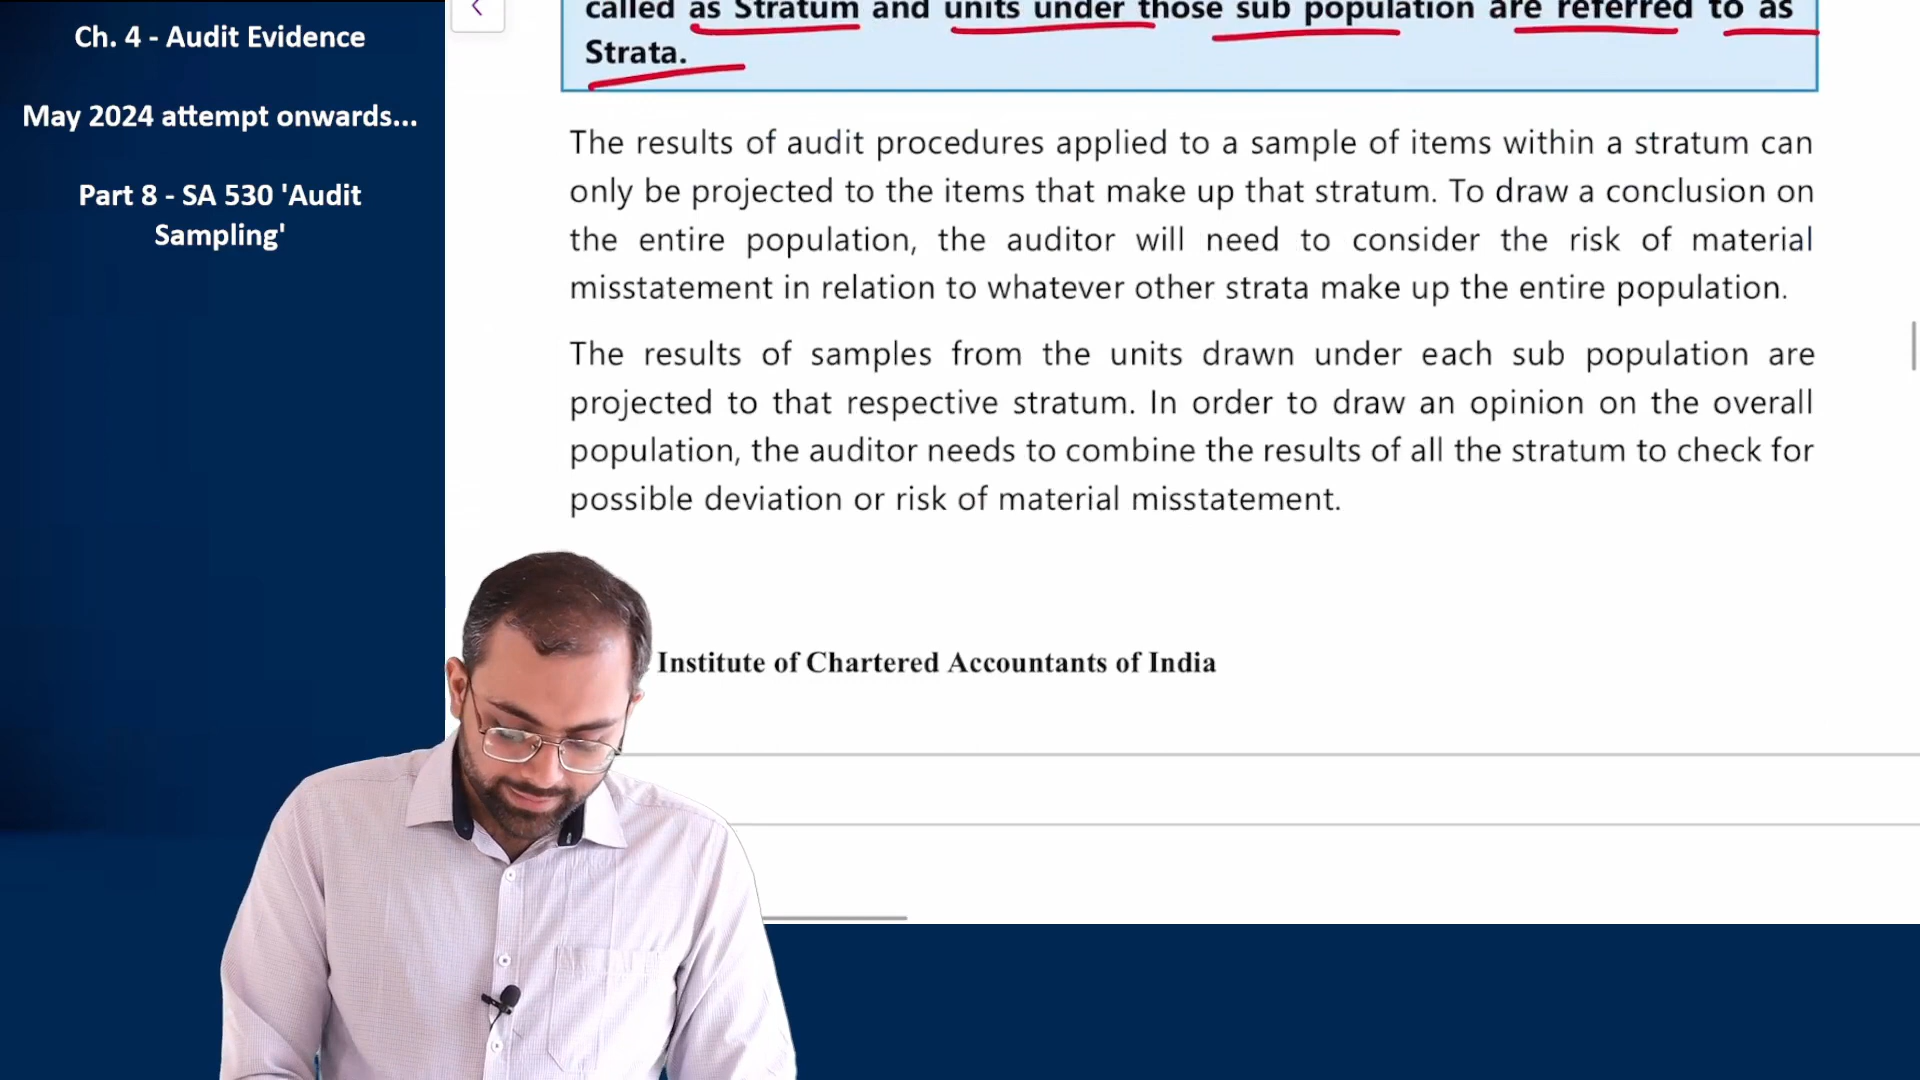 Ch. 4 - Audit Evidence
May 2024 attempt onwards...
Part 8 - SA 530 'Audit
Sampling'
called as Stratum and units under those sub population are referred to as
Strata.
The results of audit procedures applied to a sample of items within a stratum can
only be projected to the items that make up that stratum. To draw a conclusion on
the entire population, the auditor will need to consider the risk of material
misstatement in relation to whatever other strata make up the entire population.
The results of samples from the units drawn under each sub population are
projected to that respective stratum. In order to draw an opinion on the overall
population, the auditor needs to combine the results of all the stratum to check for
possible deviation or risk of material misstatement.
Institute of Chartered Accountants of India